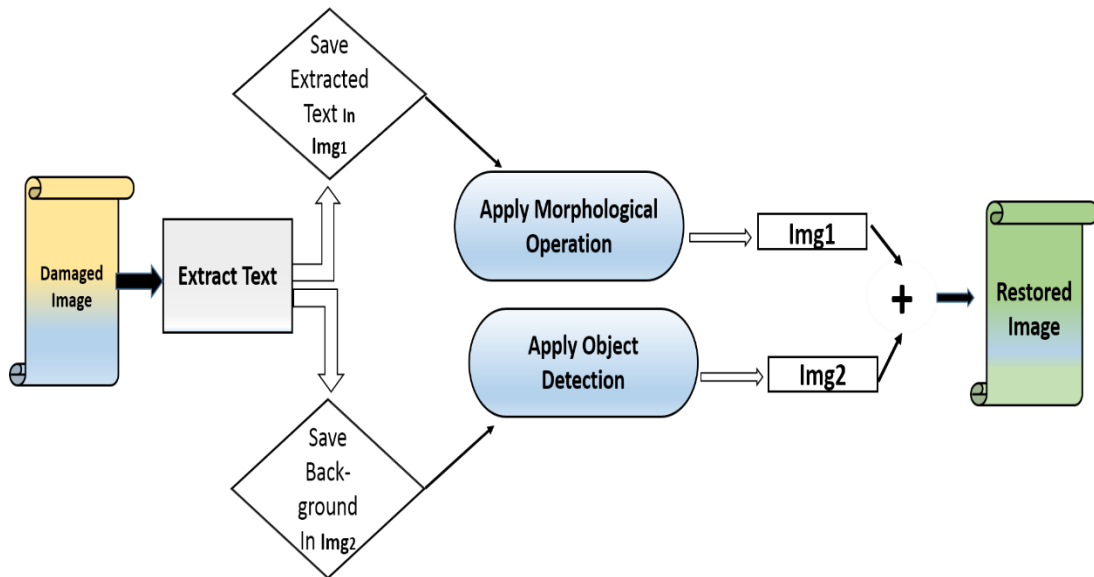 Save
Extracted
Text In
Img1
Damaged
Image
Extract Text
Apply Morphological
Operation
Img1
+
Restored
Image
Apply Object
Detection
Img2
Save
Back-
ground
In Img2